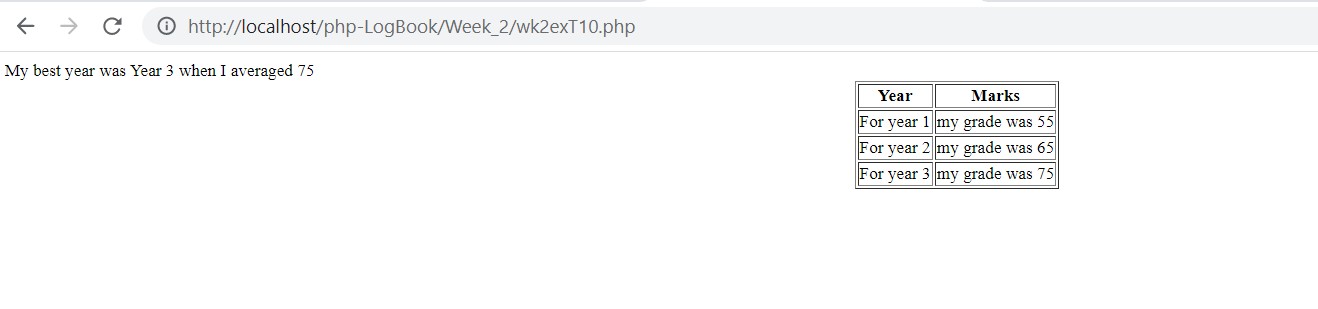 http://localhost/php-LogBook/Week_2/wk2exT10.php
My best year was Year 3 when I averaged 75
Year Marks
For year 1 my grade was 55
For year 2 my grade was 65
For year 3 my grade was 75